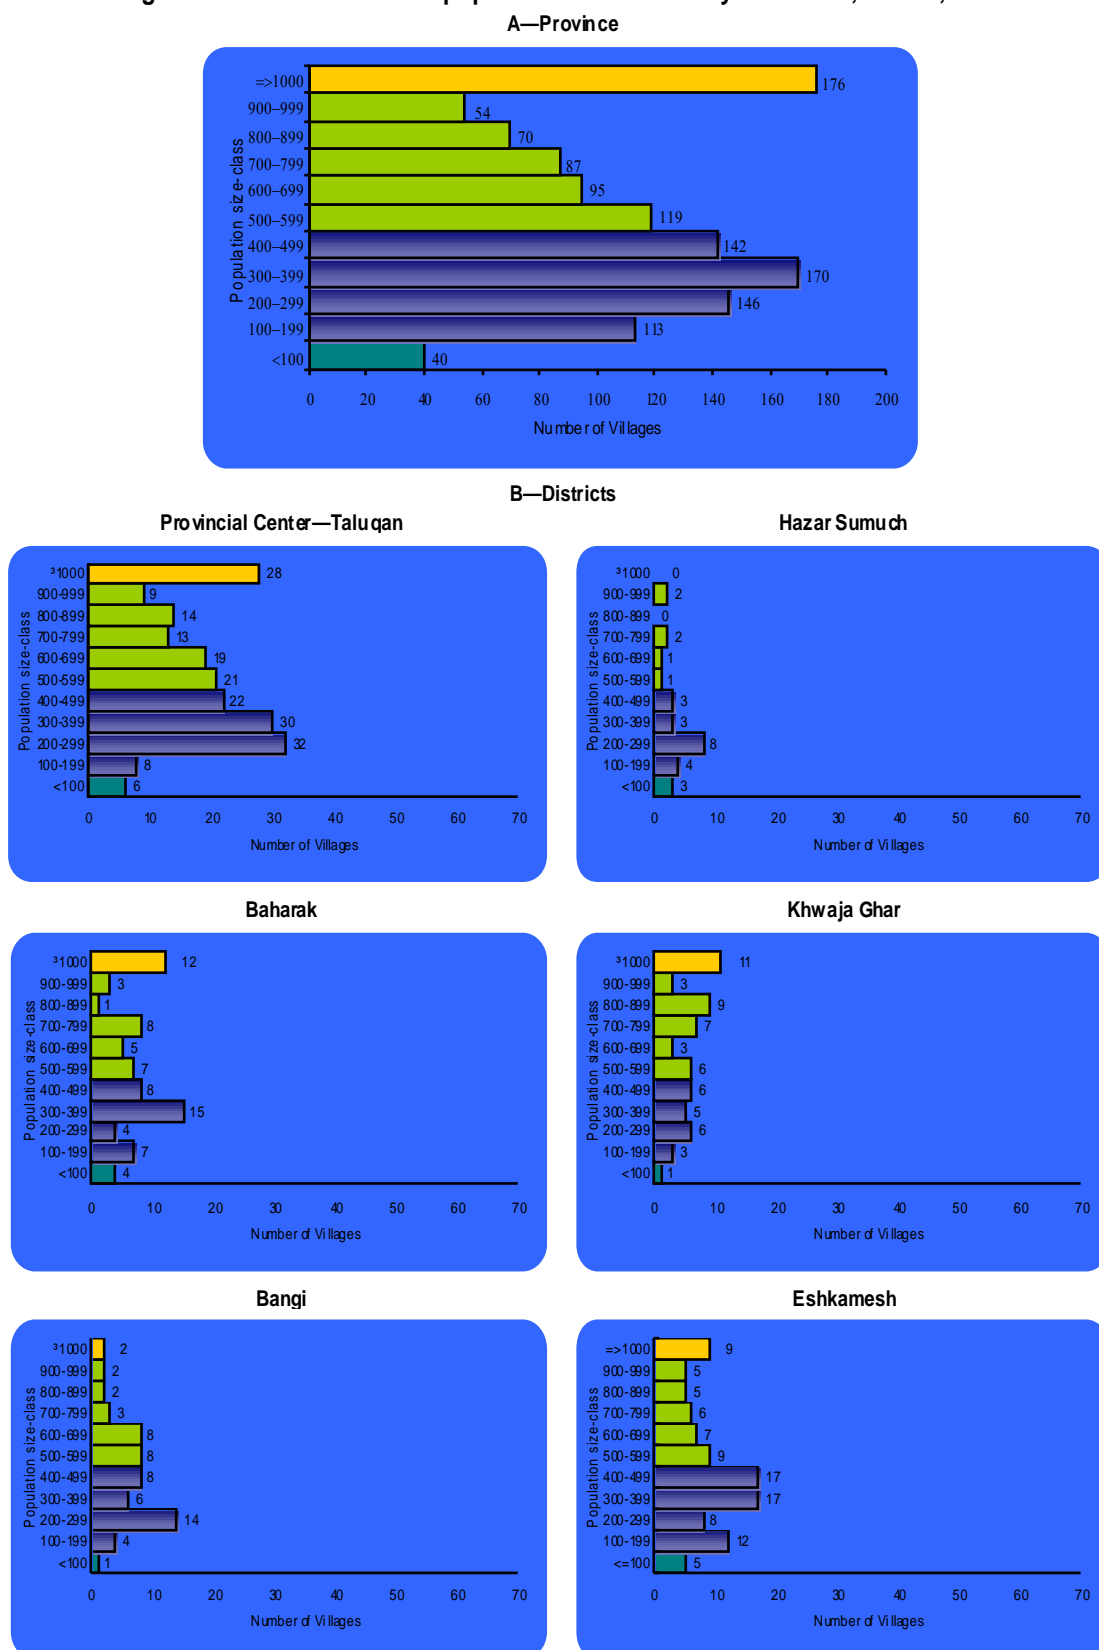 A—Province
=>1000 176
900–999 54
800–899 70
700–799 87
600–699 95
500–599 119
400–499 142
300–399 170
200–299 146
100–199 113
<100 40
Population size-class
0 20 40 60 80 100 120 140 160 180 200
Number of Villages
B—Districts
Provincial Center—Taluqan
³1000 28
900-999 9
800-899 14
700-799 13
600-699 19
500-599 21
400-499 22
300-399 30
200-299 32
100-199 8
<100 6
Population size-class
0 10 20 30 40 50 60 70
Number of Villages
Hazar Sumuch
³1000 0
900-999 2
800-899 0
700-799 2
600-699 1
500-599 1
400-499 3
300-399 3
200-299 8
100-199 4
<100 3
Population size-class
0 10 20 30 40 50 60 70
Number of Villages
Baharak
³1000 12
900-999 3
800-899 1
700-799 8
600-699 5
500-599 7
400-499 8
300-399 15
200-299 4
100-199 7
<100 4
Population size-class
0 10 20 30 40 50 60 70
Number of Villages
Khwaja Ghar
³1000 11
900-999 3
800-899 9
700-799 7
600-699 3
500-599 6
400-499 6
300-399 5
200-299 6
100-199 3
<100 1
Population size-class
0 10 20 30 40 50 60 70
Number of Villages
Bangi
³1000 2
900-999 2
800-899 2
700-799 3
600-699 8
500-599 8
400-499 8
300-399 6
200-299 14
100-199 4
<100 1
Population size-class
0 10 20 30 40 50 60 70
Number of Villages
Eshkamesh
=>1000 9
900-999 5
800-899 5
700-799 6
600-699 7
500-599 9
400-499 17
300-399 17
200-299 8
100-199 12
<=100 5
Population size-class
0 10 20 30 40 50 60 70
Number of Villages